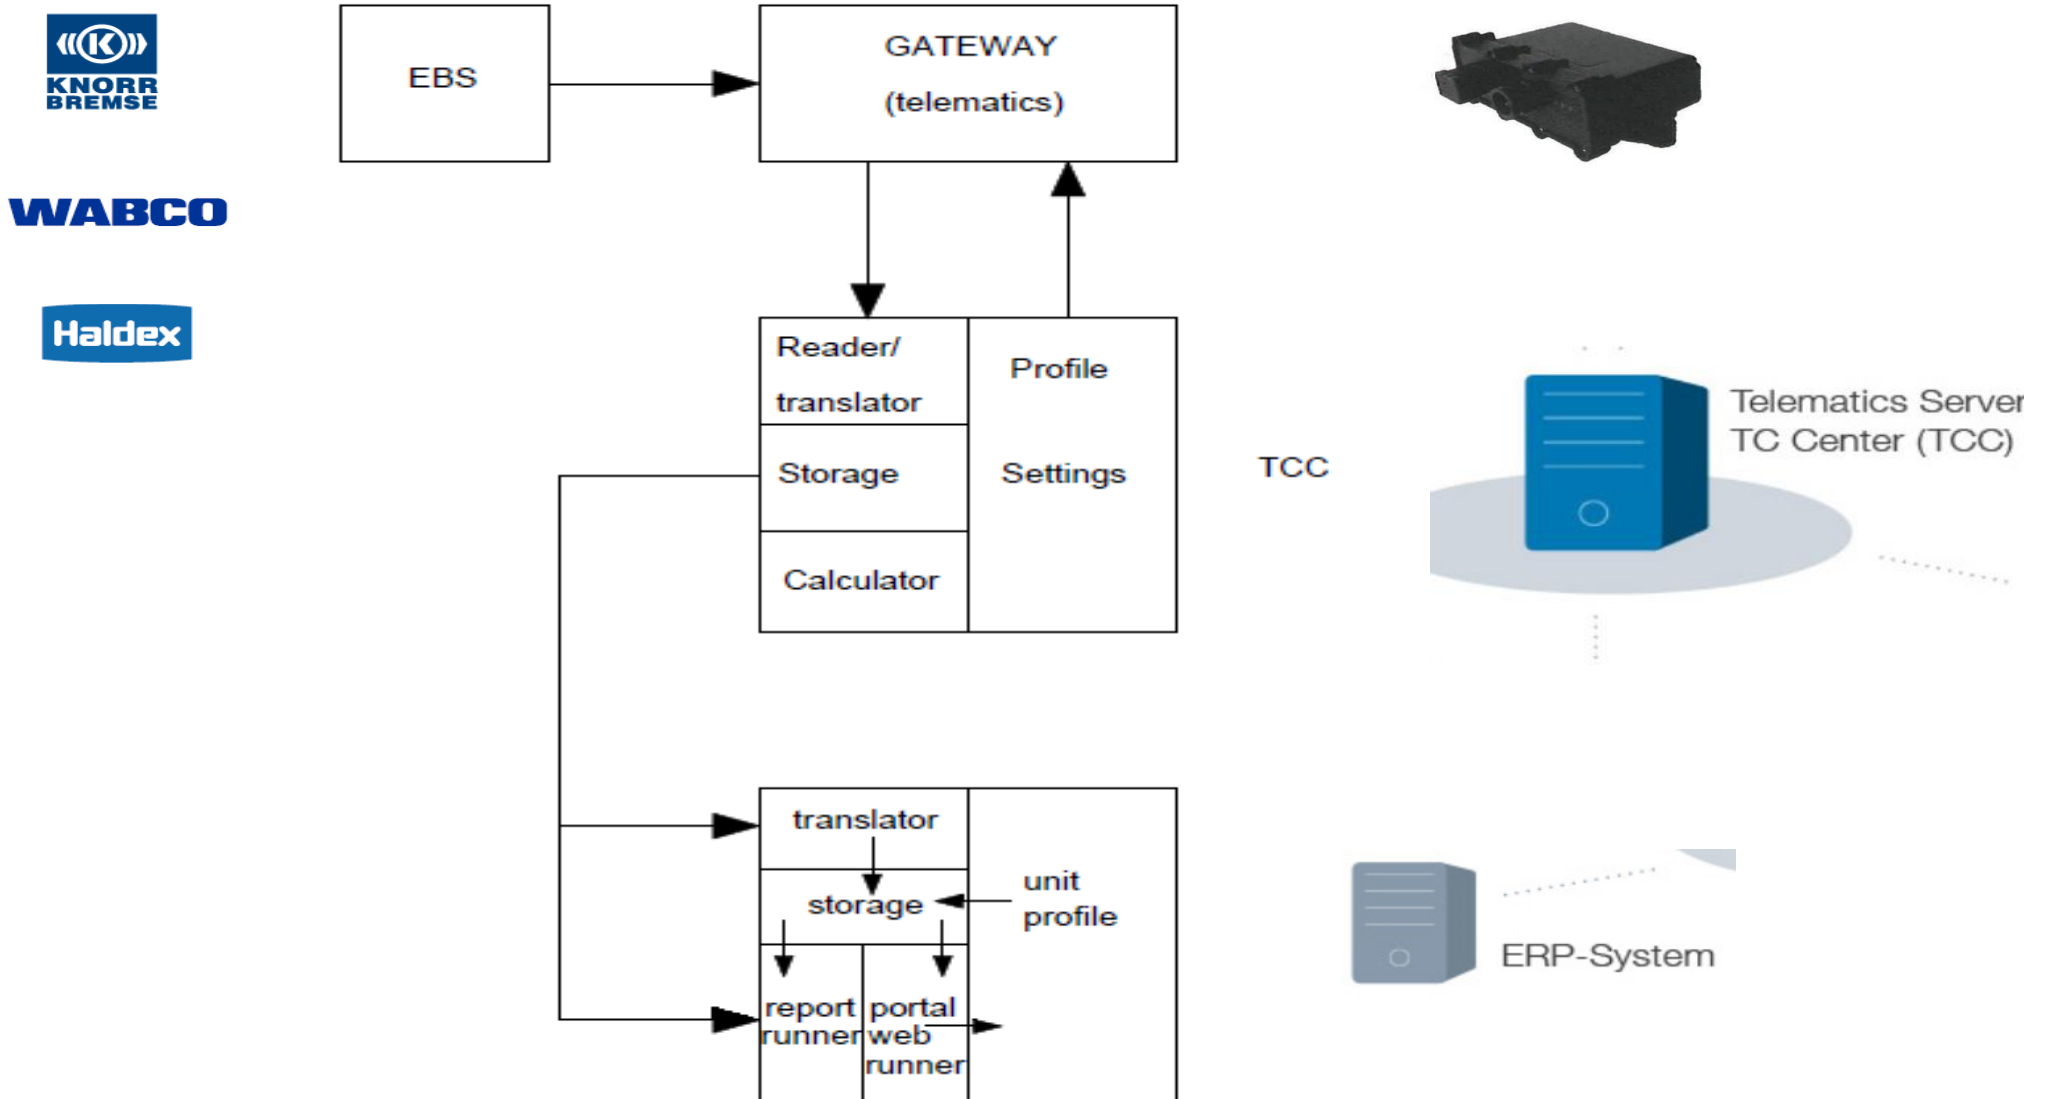 KNORR
BREMSE
WABCO
Haldex
EBS
GATEWAY
(telematics)
Reader/
translator
Storage
Calculator
Profile
Settings
TCC
Telematics Server
TC Center (TCC)
translator
storage
unit
profile
report
runner
portal
web
runner
ERP-System